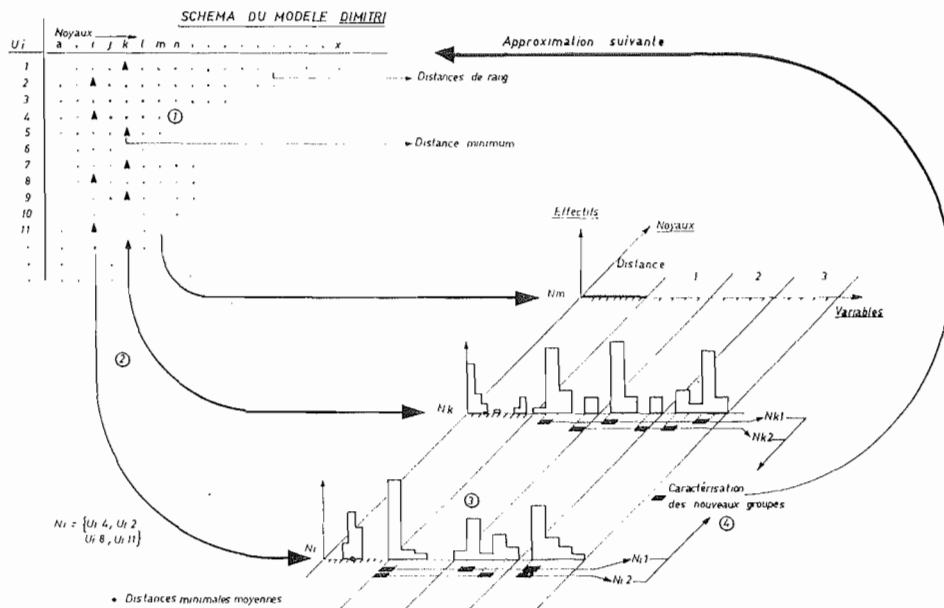 SCHEMA DU MODELE DIMITRI
Noyaux
Ui a . i j k l m n . . . . . . . . . . x
Approximation suivante
1
2
Distances de rang
3
4
①
5
Distance minimum
6
7
8
9
10
11
Effectifs
Noyaux
Distance
1 2 3
Nm
Variables
②
Nk
Nk1
Nk2
Caractérisation
des nouveaux groupes
③
④
Ni = {Ui 4, Ui 2
Ui 8, Ui 11}
Ni
Ni1
Ni2
• Distances minimales moyennes